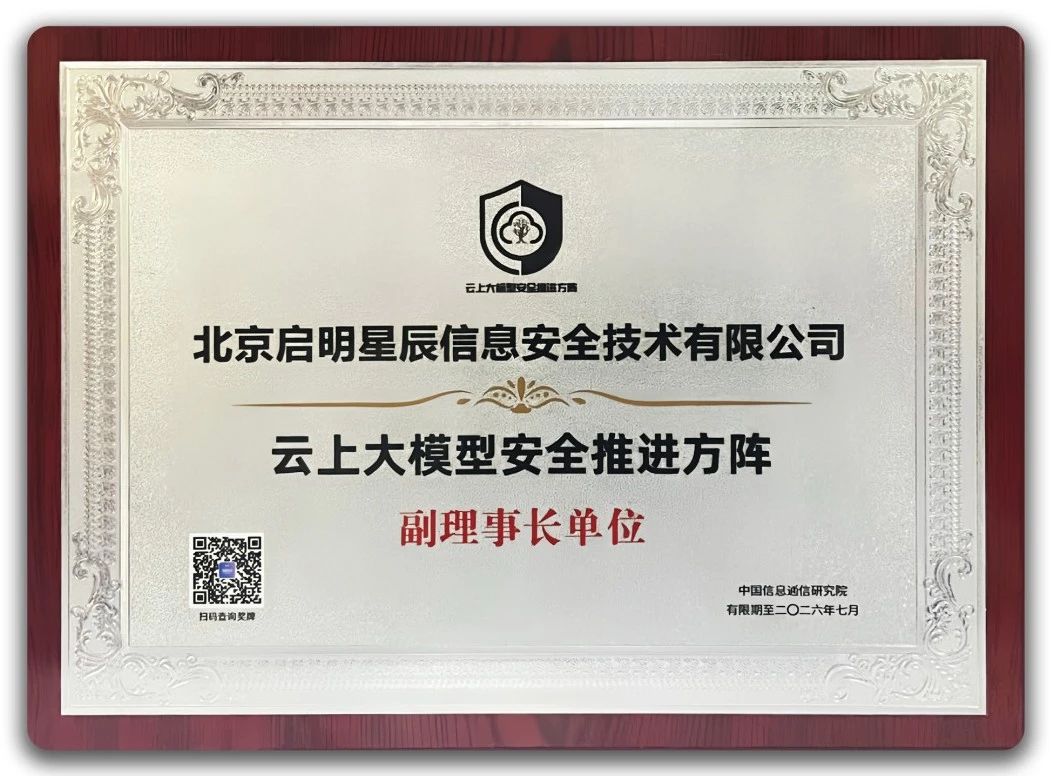 云上大模型安全推进方阵
北京启明星辰信息安全技术有限公司
云上大模型安全推进方阵
副理事长单位
扫码查询奖牌
中国信息通信研究院
有限期至二〇二六年七月